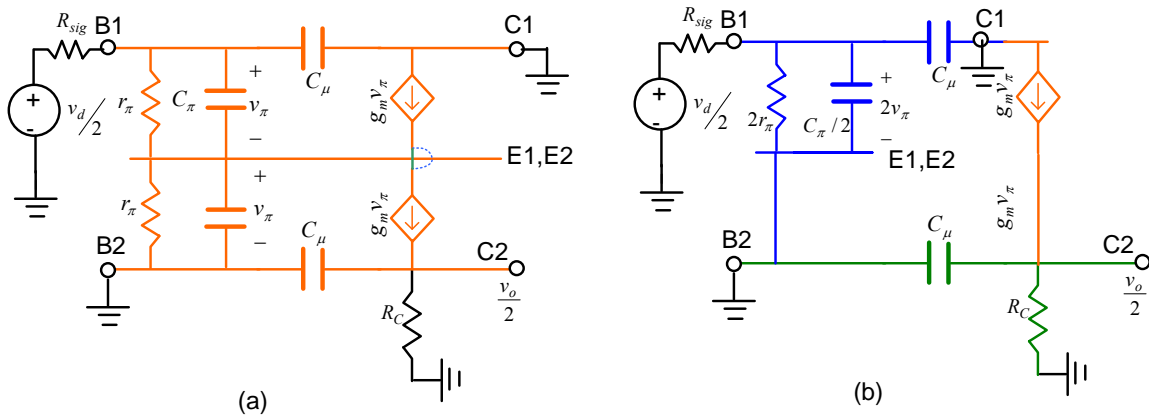 R_sig
B1
C1
+
C_μ
r_π
C_π
v_π
g_m v_π
+
-
v_d/2
−
E1,E2
+
r_π
v_π
g_m v_π
−
B2
C_μ
C2
v_o/2
R_C
(a)
R_sig
B1
C1
C_μ
+
-
v_d/2
2r_π
C_π/2
+
2v_π
−
g_m v_π
E1,E2
g_m v_π
B2
C_μ
C2
v_o/2
R_C
(b)